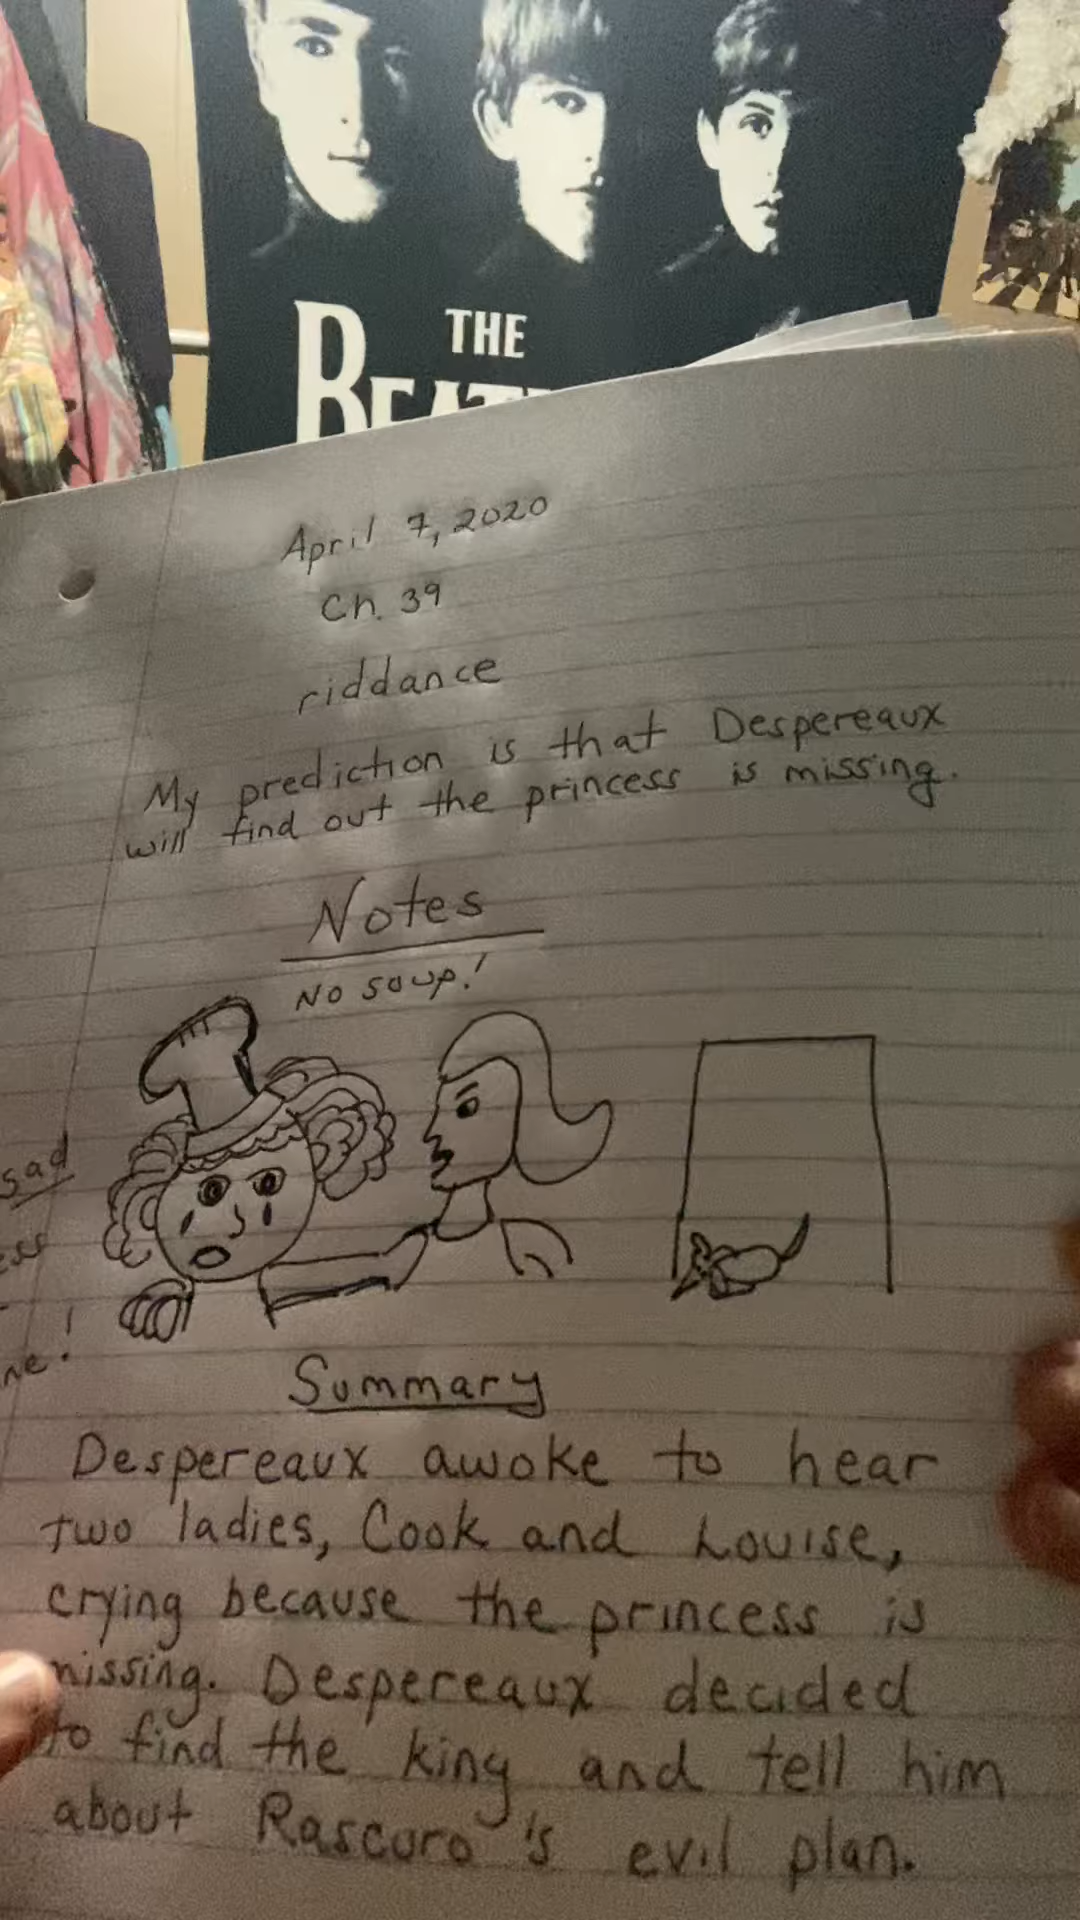 THE
BEAT
April 7, 2020
Ch. 39
riddance
My prediction is that Despereaux
will find out the princess is missing.
Notes
No soup!
sad
Summary
Despereaux awoke to hear
two ladies, Cook and Louise,
crying because the princess is
missing. Despereaux decided
to find the king and tell him
about Rascuro's evil plan.